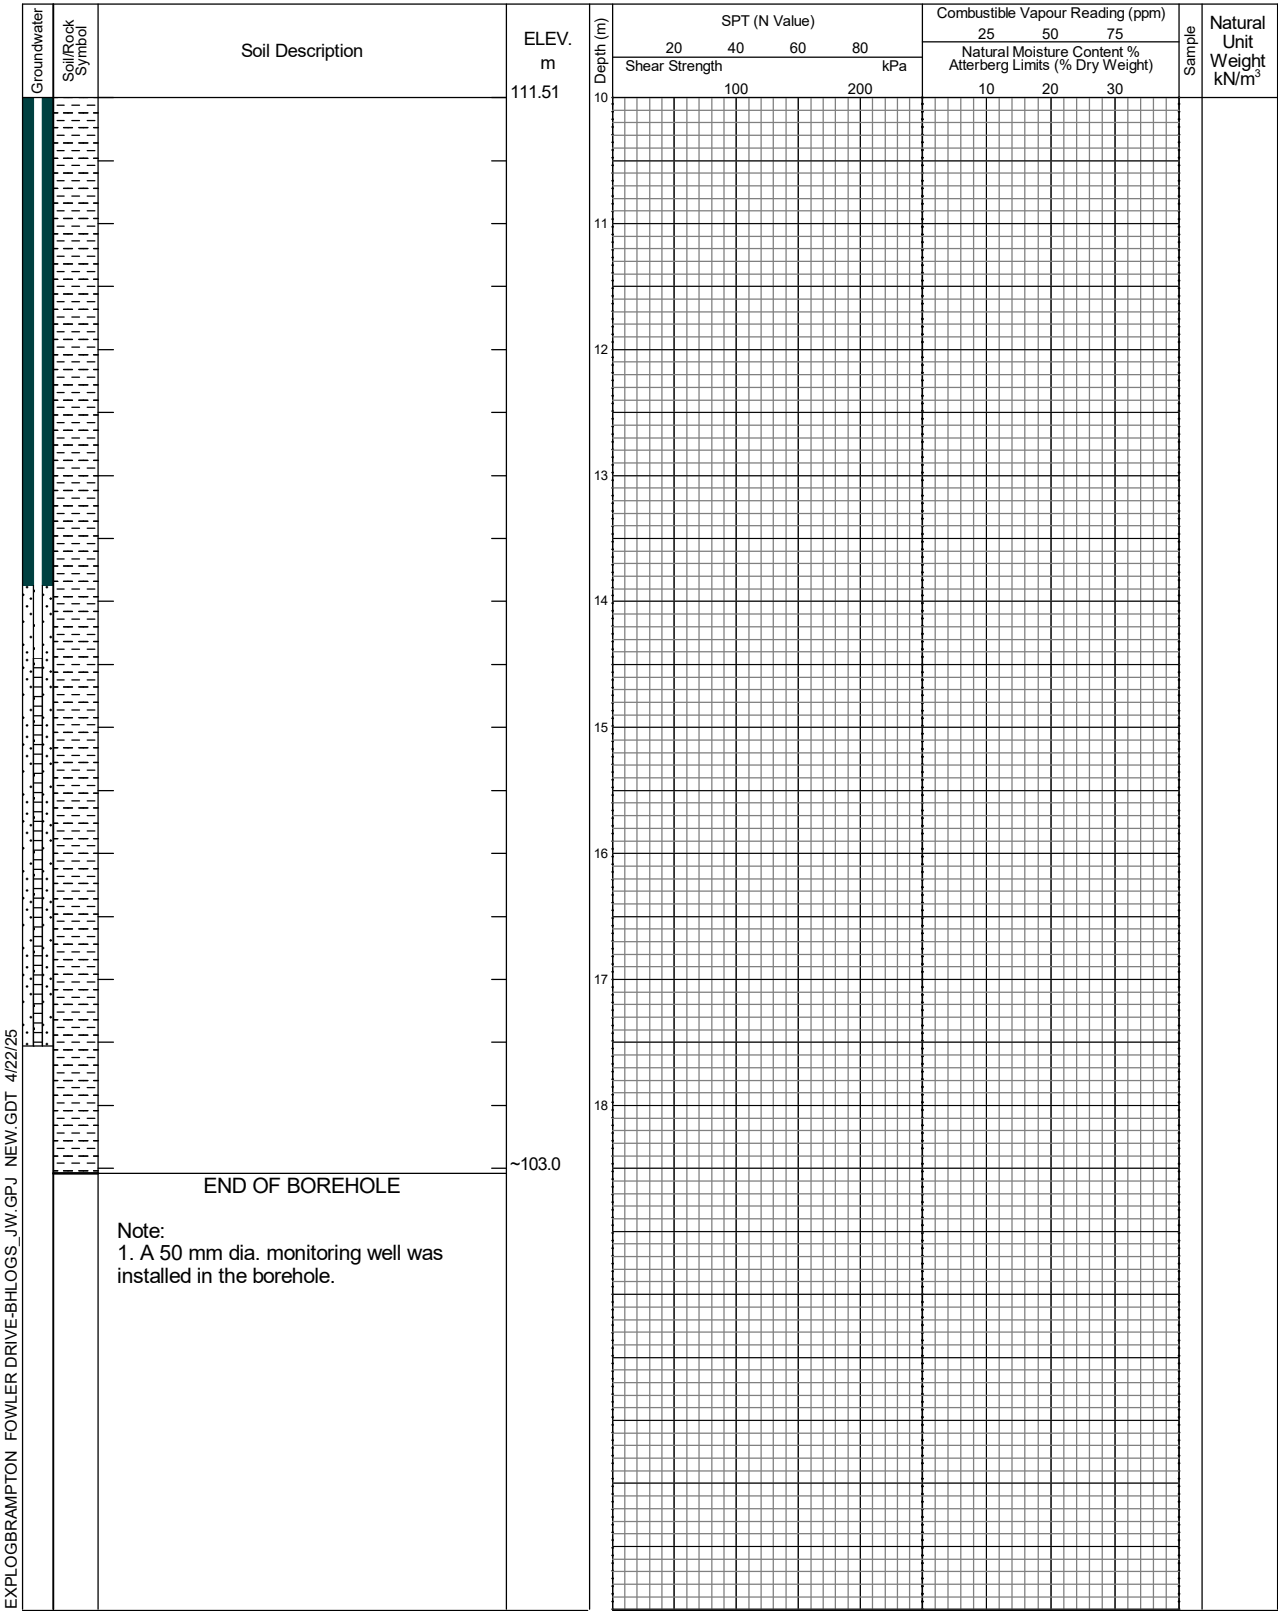 Groundwater
Soil/Rock
Symbol
Soil Description
ELEV.
m
111.51
Depth (m)
SPT (N Value)
20 40 60 80
Shear Strength kPa
100 200
Combustible Vapour Reading (ppm)
25 50 75
Natural Moisture Content %
Atterberg Limits (% Dry Weight)
10 20 30
Sample
Natural
Unit
Weight
kN/m³
10
11
12
13
14
15
16
17
18
~103.0
END OF BOREHOLE
Note:
1. A 50 mm dia. monitoring well was
installed in the borehole.
EXPLOGBRAMPTON FOWLER DRIVE-BHLOGS_JW.GPJ NEW.GDT 4/22/25